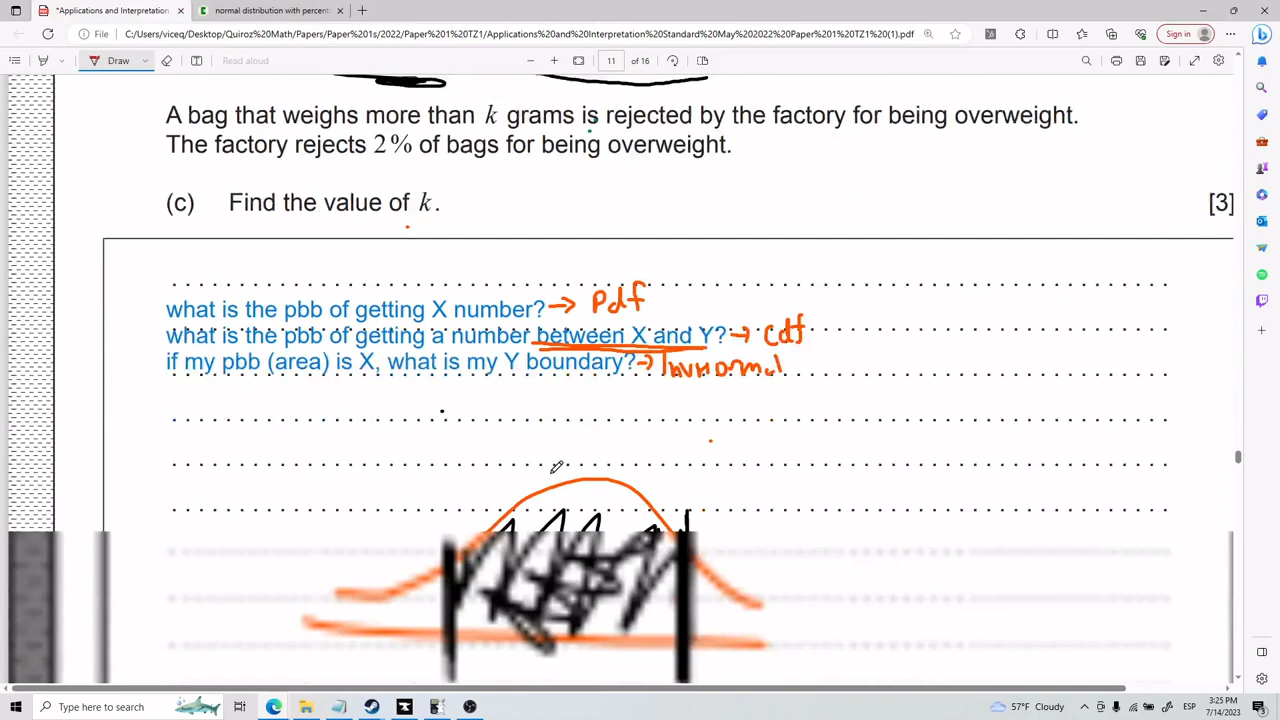 *Applications and Interpretation
normal distribution with percent
File
C:/Users/viceq/Desktop/Quiroz%20Math/Papers/Paper%201s/2022/Paper%201%20TZ1/Applications%20and%20Interpretation%20Standard%20May%202022%20Paper%201%20TZ1%20(1).pdf
Sign in
Draw
Read aloud
11 of 16
A bag that weighs more than k grams is rejected by the factory for being overweight.
The factory rejects 2% of bags for being overweight.
(c) Find the value of k. [3]
what is the pbb of getting X number? → Pdf
what is the pbb of getting a number between X and Y? → Cdf
if my pbb (area) is X, what is my Y boundary? → Invnormal
Type here to search
57°F Cloudy
ESP
3:25 PM
7/14/2023